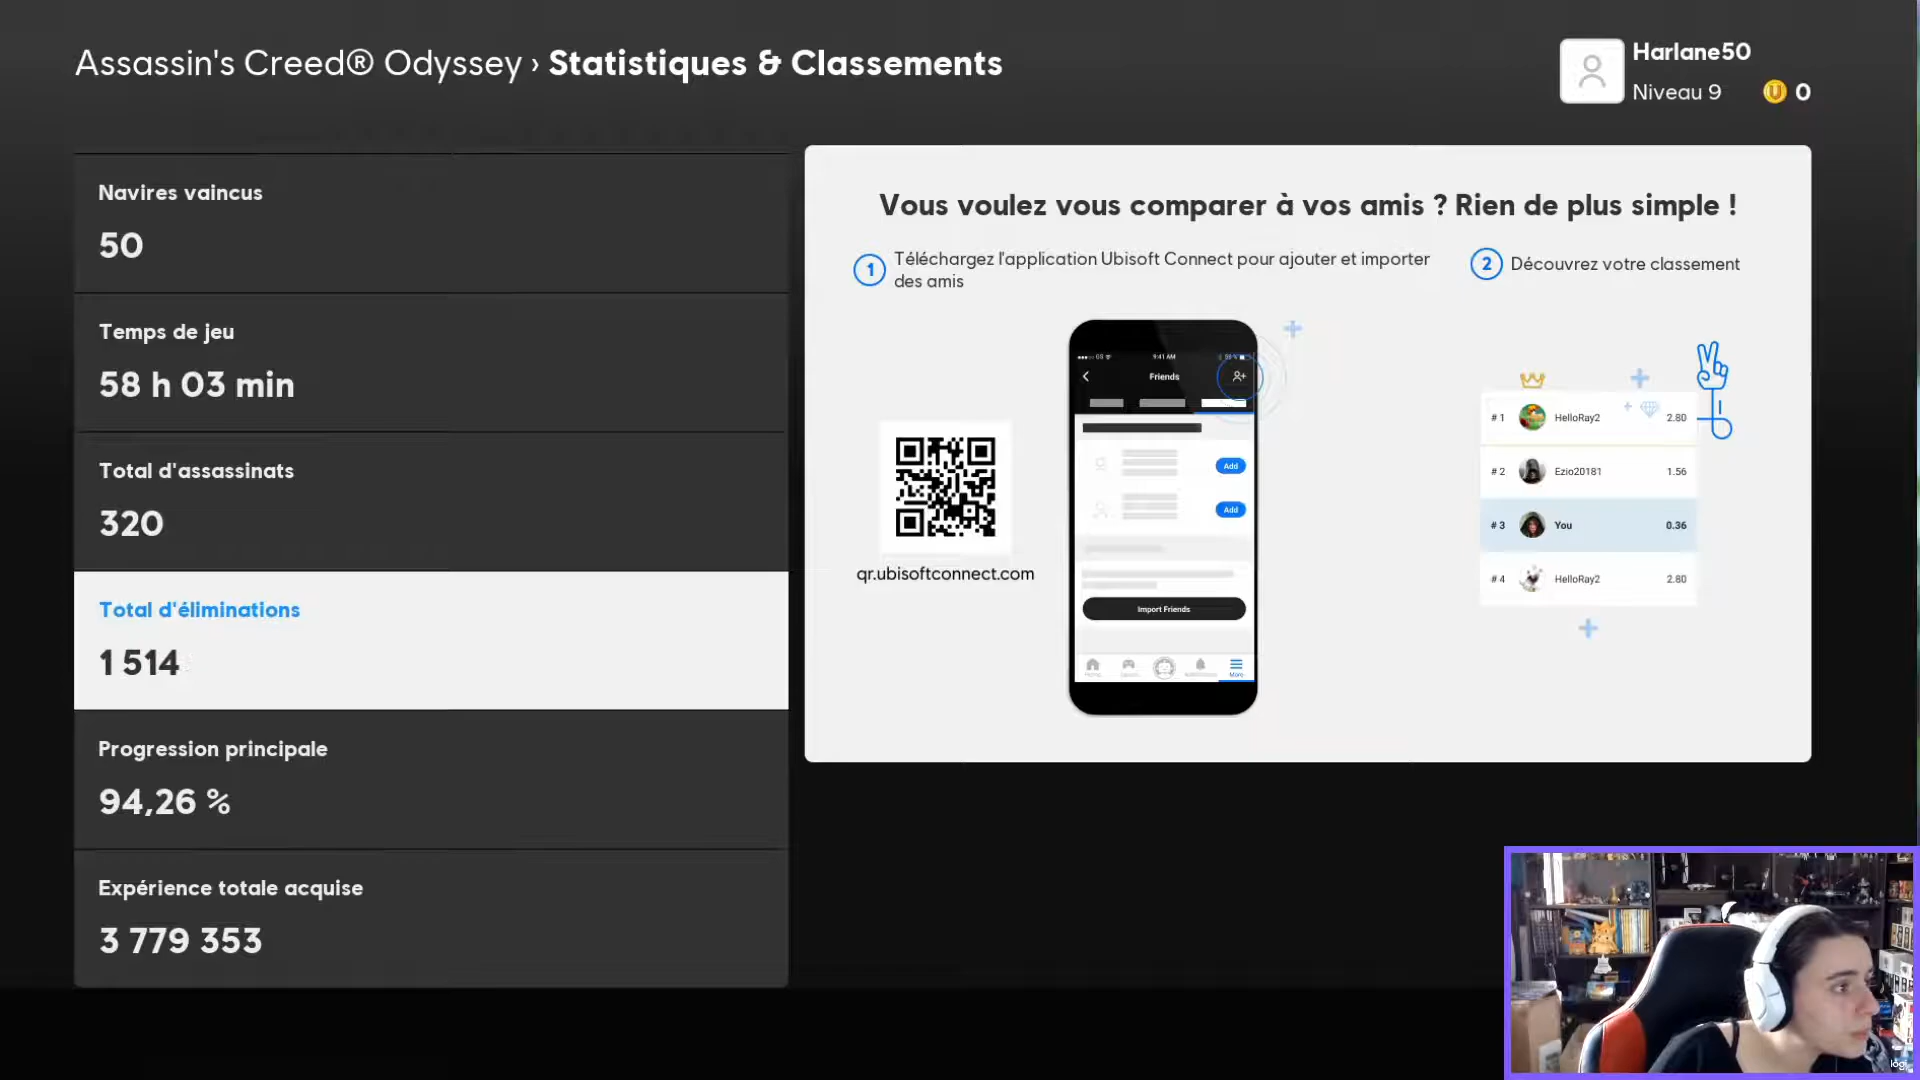 Assassin's Creed® Odyssey › Statistiques & Classements
Harlane50
Niveau 9
0
Navires vaincus
50
Temps de jeu
58 h 03 min
Total d'assassinats
320
Total d'éliminations
1 514
Progression principale
94,26 %
Expérience totale acquise
3 779 353
Vous voulez vous comparer à vos amis ? Rien de plus simple !
1 Téléchargez l'application Ubisoft Connect pour ajouter et importer
des amis
2 Découvrez votre classement
qr.ubisoftconnect.com
9:41 AM
Friends
Add
Add
Import Friends
More
# 1 HelloRay2 2.80
# 2 Ezio20181 1.56
# 3 You 0.36
# 4 HelloRay2 2.80